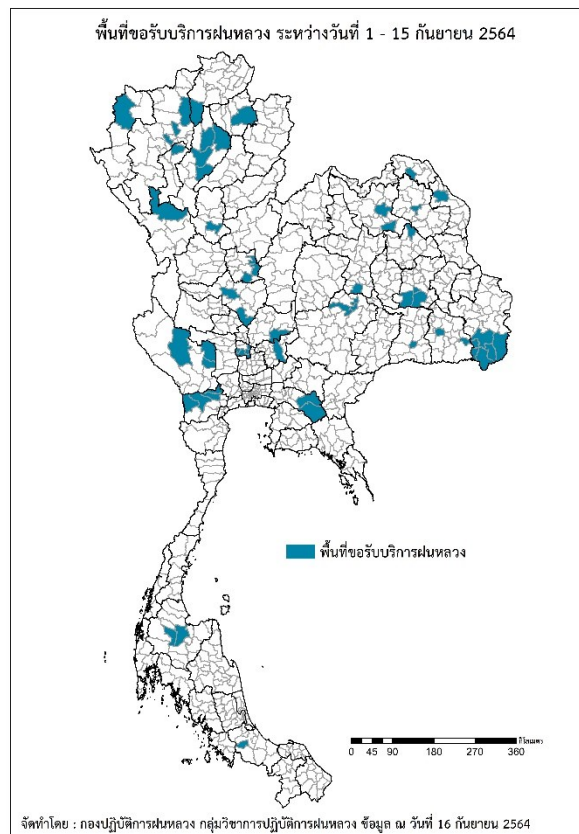 พื้นที่ขอรับบริการฝนหลวง ระหว่างวันที่ 1 - 15 กันยายน 2564
พื้นที่ขอรับบริการฝนหลวง
กิโลเมตร
0 45 90 180 270 360
จัดทำโดย : กองปฏิบัติการฝนหลวง กลุ่มวิชาการปฏิบัติการฝนหลวง ข้อมูล ณ วันที่ 16 กันยายน 2564